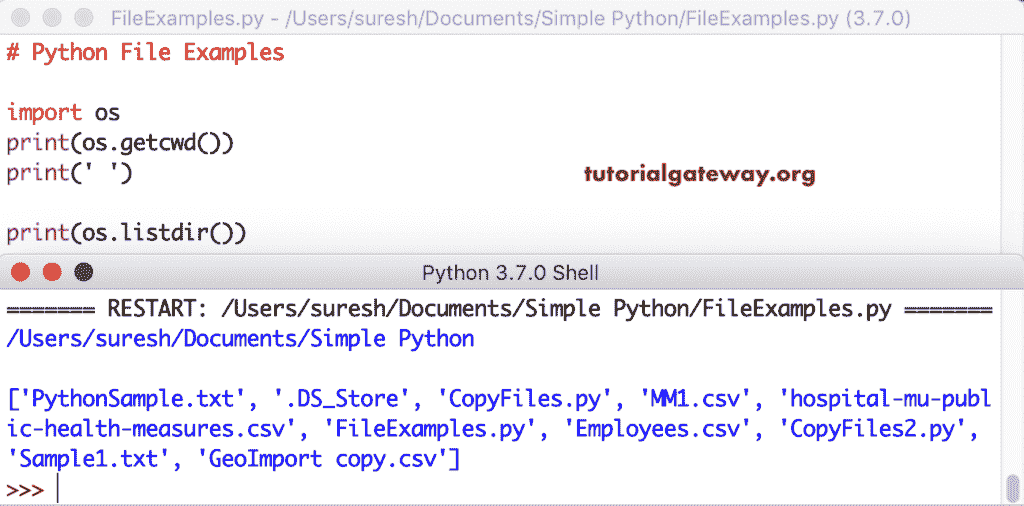 FileExamples.py - /Users/suresh/Documents/Simple Python/FileExamples.py (3.7.0)
# Python File Examples
import os
print(os.getcwd())
print(' ')
tutorialgateway.org
print(os.listdir())
Python 3.7.0 Shell
======= RESTART: /Users/suresh/Documents/Simple Python/FileExamples.py =======
/Users/suresh/Documents/Simple Python
['PythonSample.txt', '.DS_Store', 'CopyFiles.py', 'MM1.csv', 'hospital-mu-publ
ic-health-measures.csv', 'FileExamples.py', 'Employees.csv', 'CopyFiles2.py',
'Sample1.txt', 'GeoImport copy.csv']
>>>